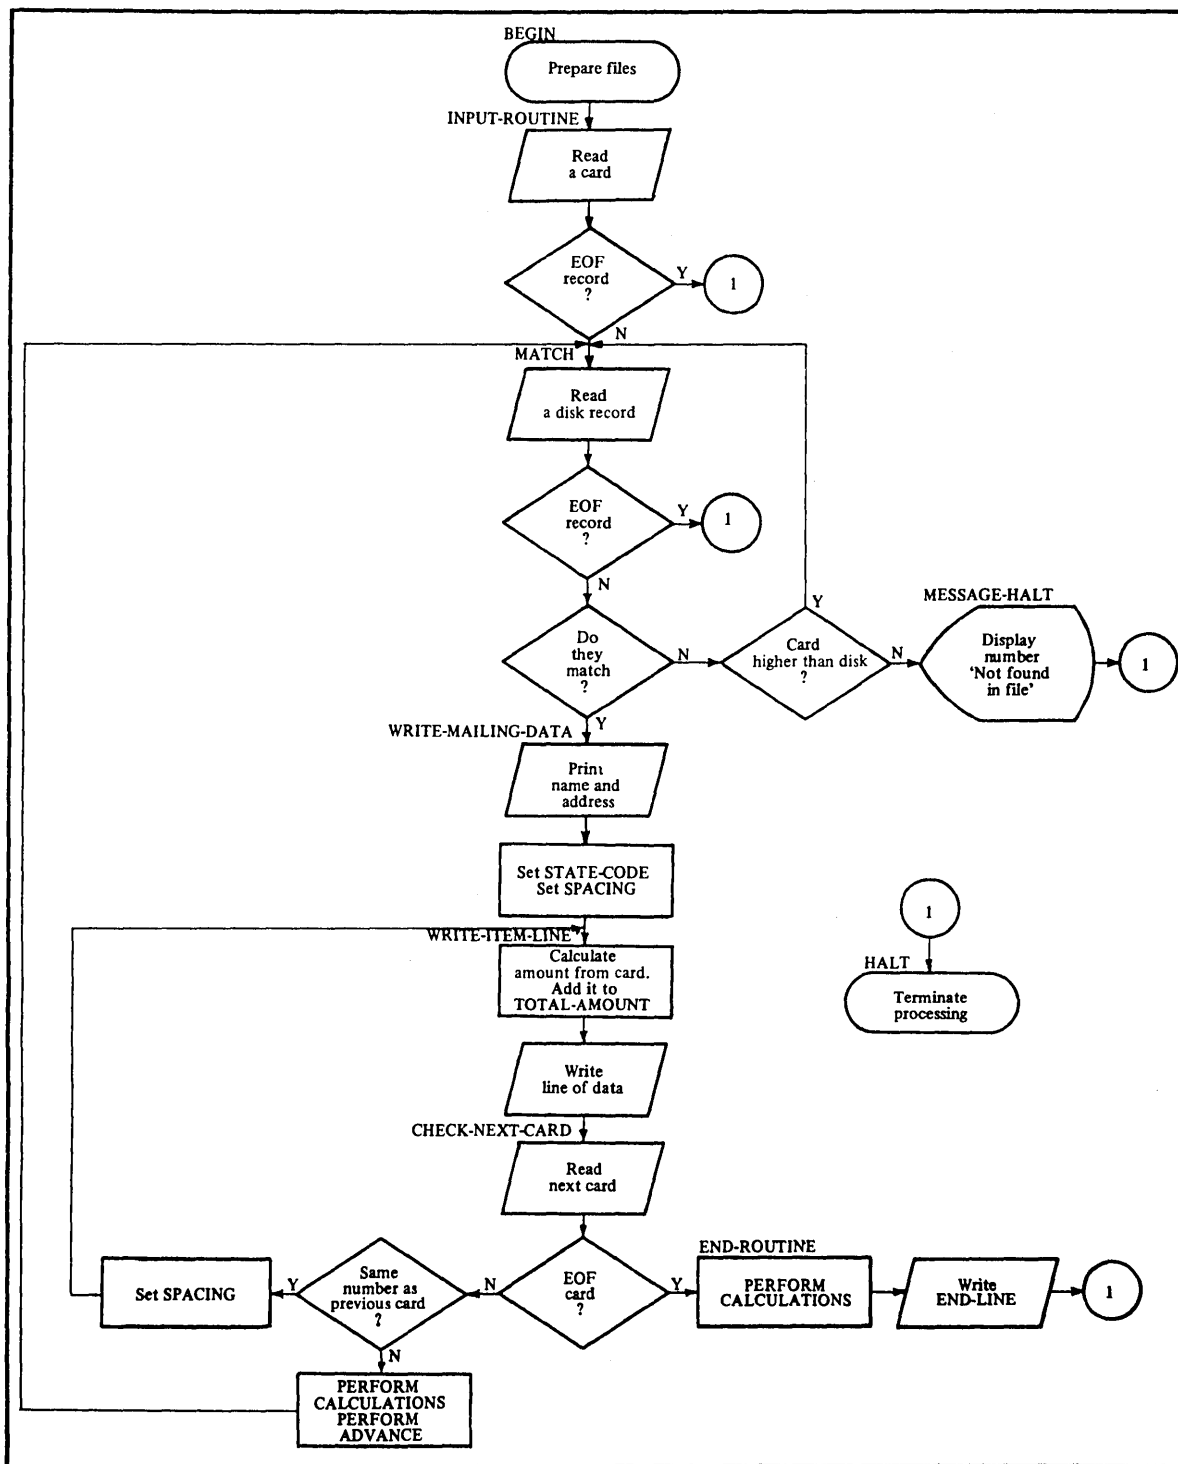 BEGIN
Prepare files
INPUT-ROUTINE
Read
a card
EOF
record
?
Y
1
N
MATCH
Read
a disk record
EOF
record
?
Y
1
N
Do
they
match
?
N
Card
higher than disk
?
Y
N
MESSAGE-HALT
Display
number
'Not found
in file'
1
Y
WRITE-MAILING-DATA
Print
name and
address
Set STATE-CODE
Set SPACING
WRITE-ITEM-LINE
Calculate
amount from card.
Add it to
TOTAL-AMOUNT
1
HALT
Terminate
processing
Write
line of data
CHECK-NEXT-CARD
Read
next card
EOF
card
?
Y
END-ROUTINE
PERFORM
CALCULATIONS
Write
END-LINE
1
N
Same
number as
previous card
?
Y
Set SPACING
N
PERFORM
CALCULATIONS
PERFORM
ADVANCE